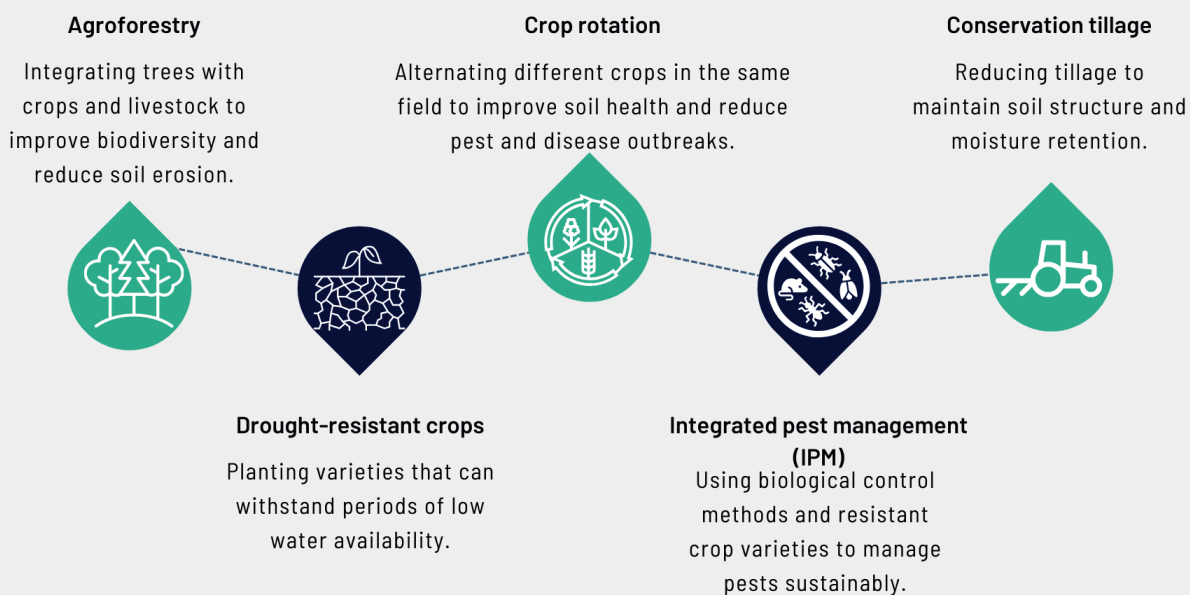 Agroforestry
Integrating trees with
crops and livestock to
improve biodiversity and
reduce soil erosion.
Drought-resistant crops
Planting varieties that can
withstand periods of low
water availability.
Crop rotation
Alternating different crops in the same
field to improve soil health and reduce
pest and disease outbreaks.
Integrated pest management
(IPM)
Using biological control
methods and resistant
crop varieties to manage
pests sustainably.
Conservation tillage
Reducing tillage to
maintain soil structure and
moisture retention.